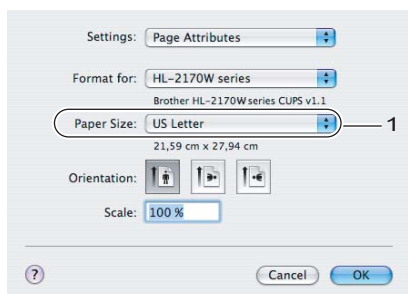 Settings: Page Attributes
Format for: HL-2170W series
Brother HL-2170W series CUPS v1.1
Paper Size: US Letter 1
21,59 cm x 27,94 cm
Orientation:
Scale: 100 %
? Cancel OK